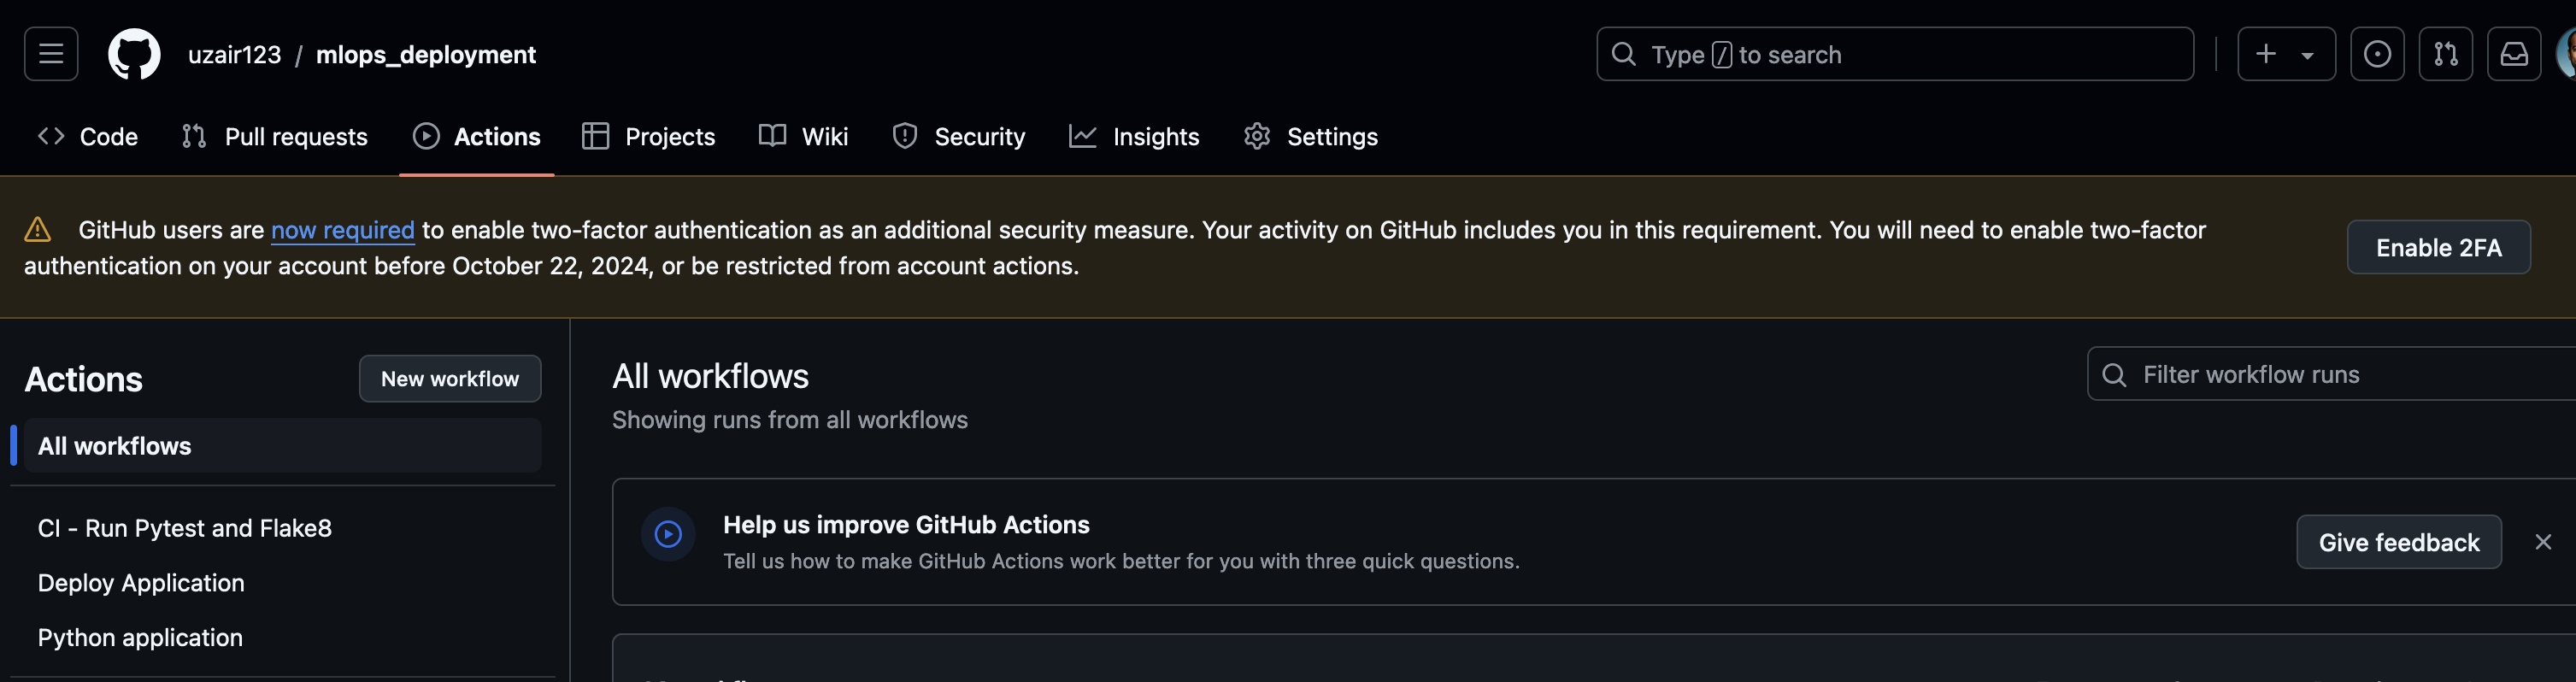 uzair123 / mlops_deployment
Type / to search
Code Pull requests Actions Projects Wiki Security Insights Settings
GitHub users are now required to enable two-factor authentication as an additional security measure. Your activity on GitHub includes you in this requirement. You will need to enable two-factor
authentication on your account before October 22, 2024, or be restricted from account actions.
Enable 2FA
Actions
New workflow
All workflows
CI - Run Pytest and Flake8
Deploy Application
Python application
All workflows
Showing runs from all workflows
Filter workflow runs
Help us improve GitHub Actions
Tell us how to make GitHub Actions work better for you with three quick questions.
Give feedback